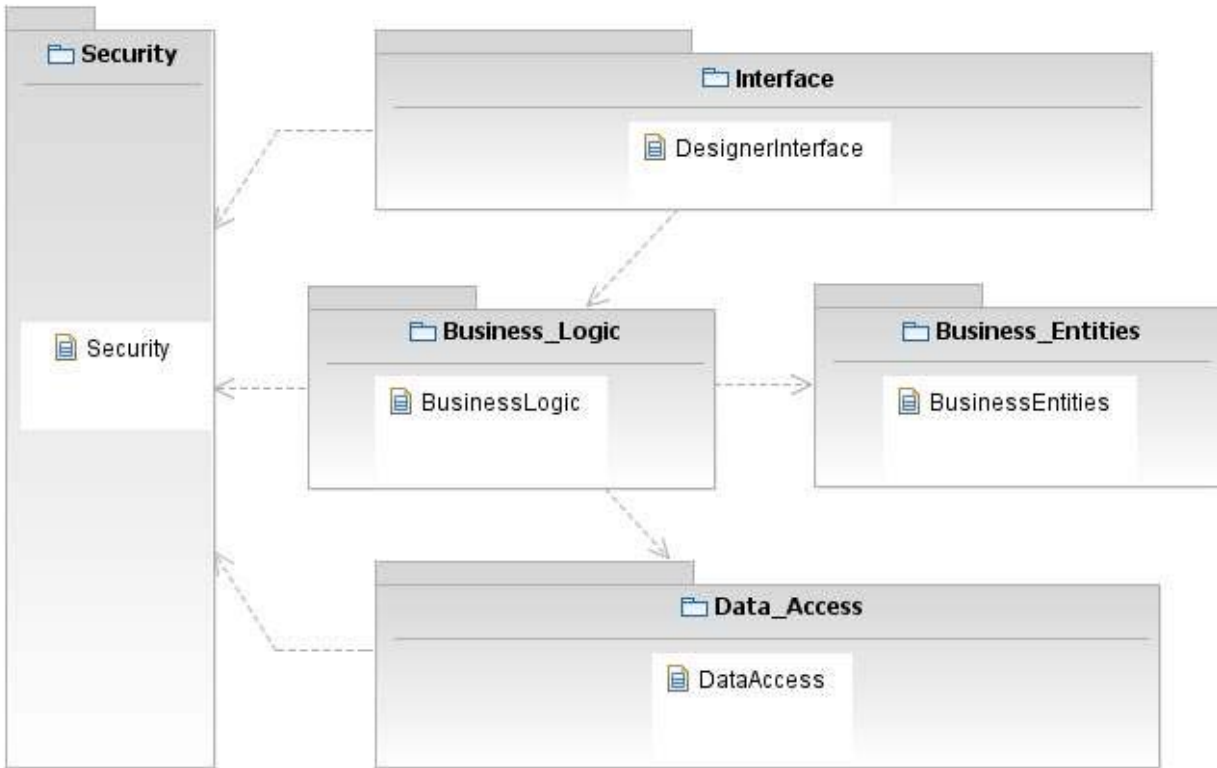 Security
Security
Interface
DesignerInterface
Business_Logic
BusinessLogic
Business_Entities
BusinessEntities
Data_Access
DataAccess